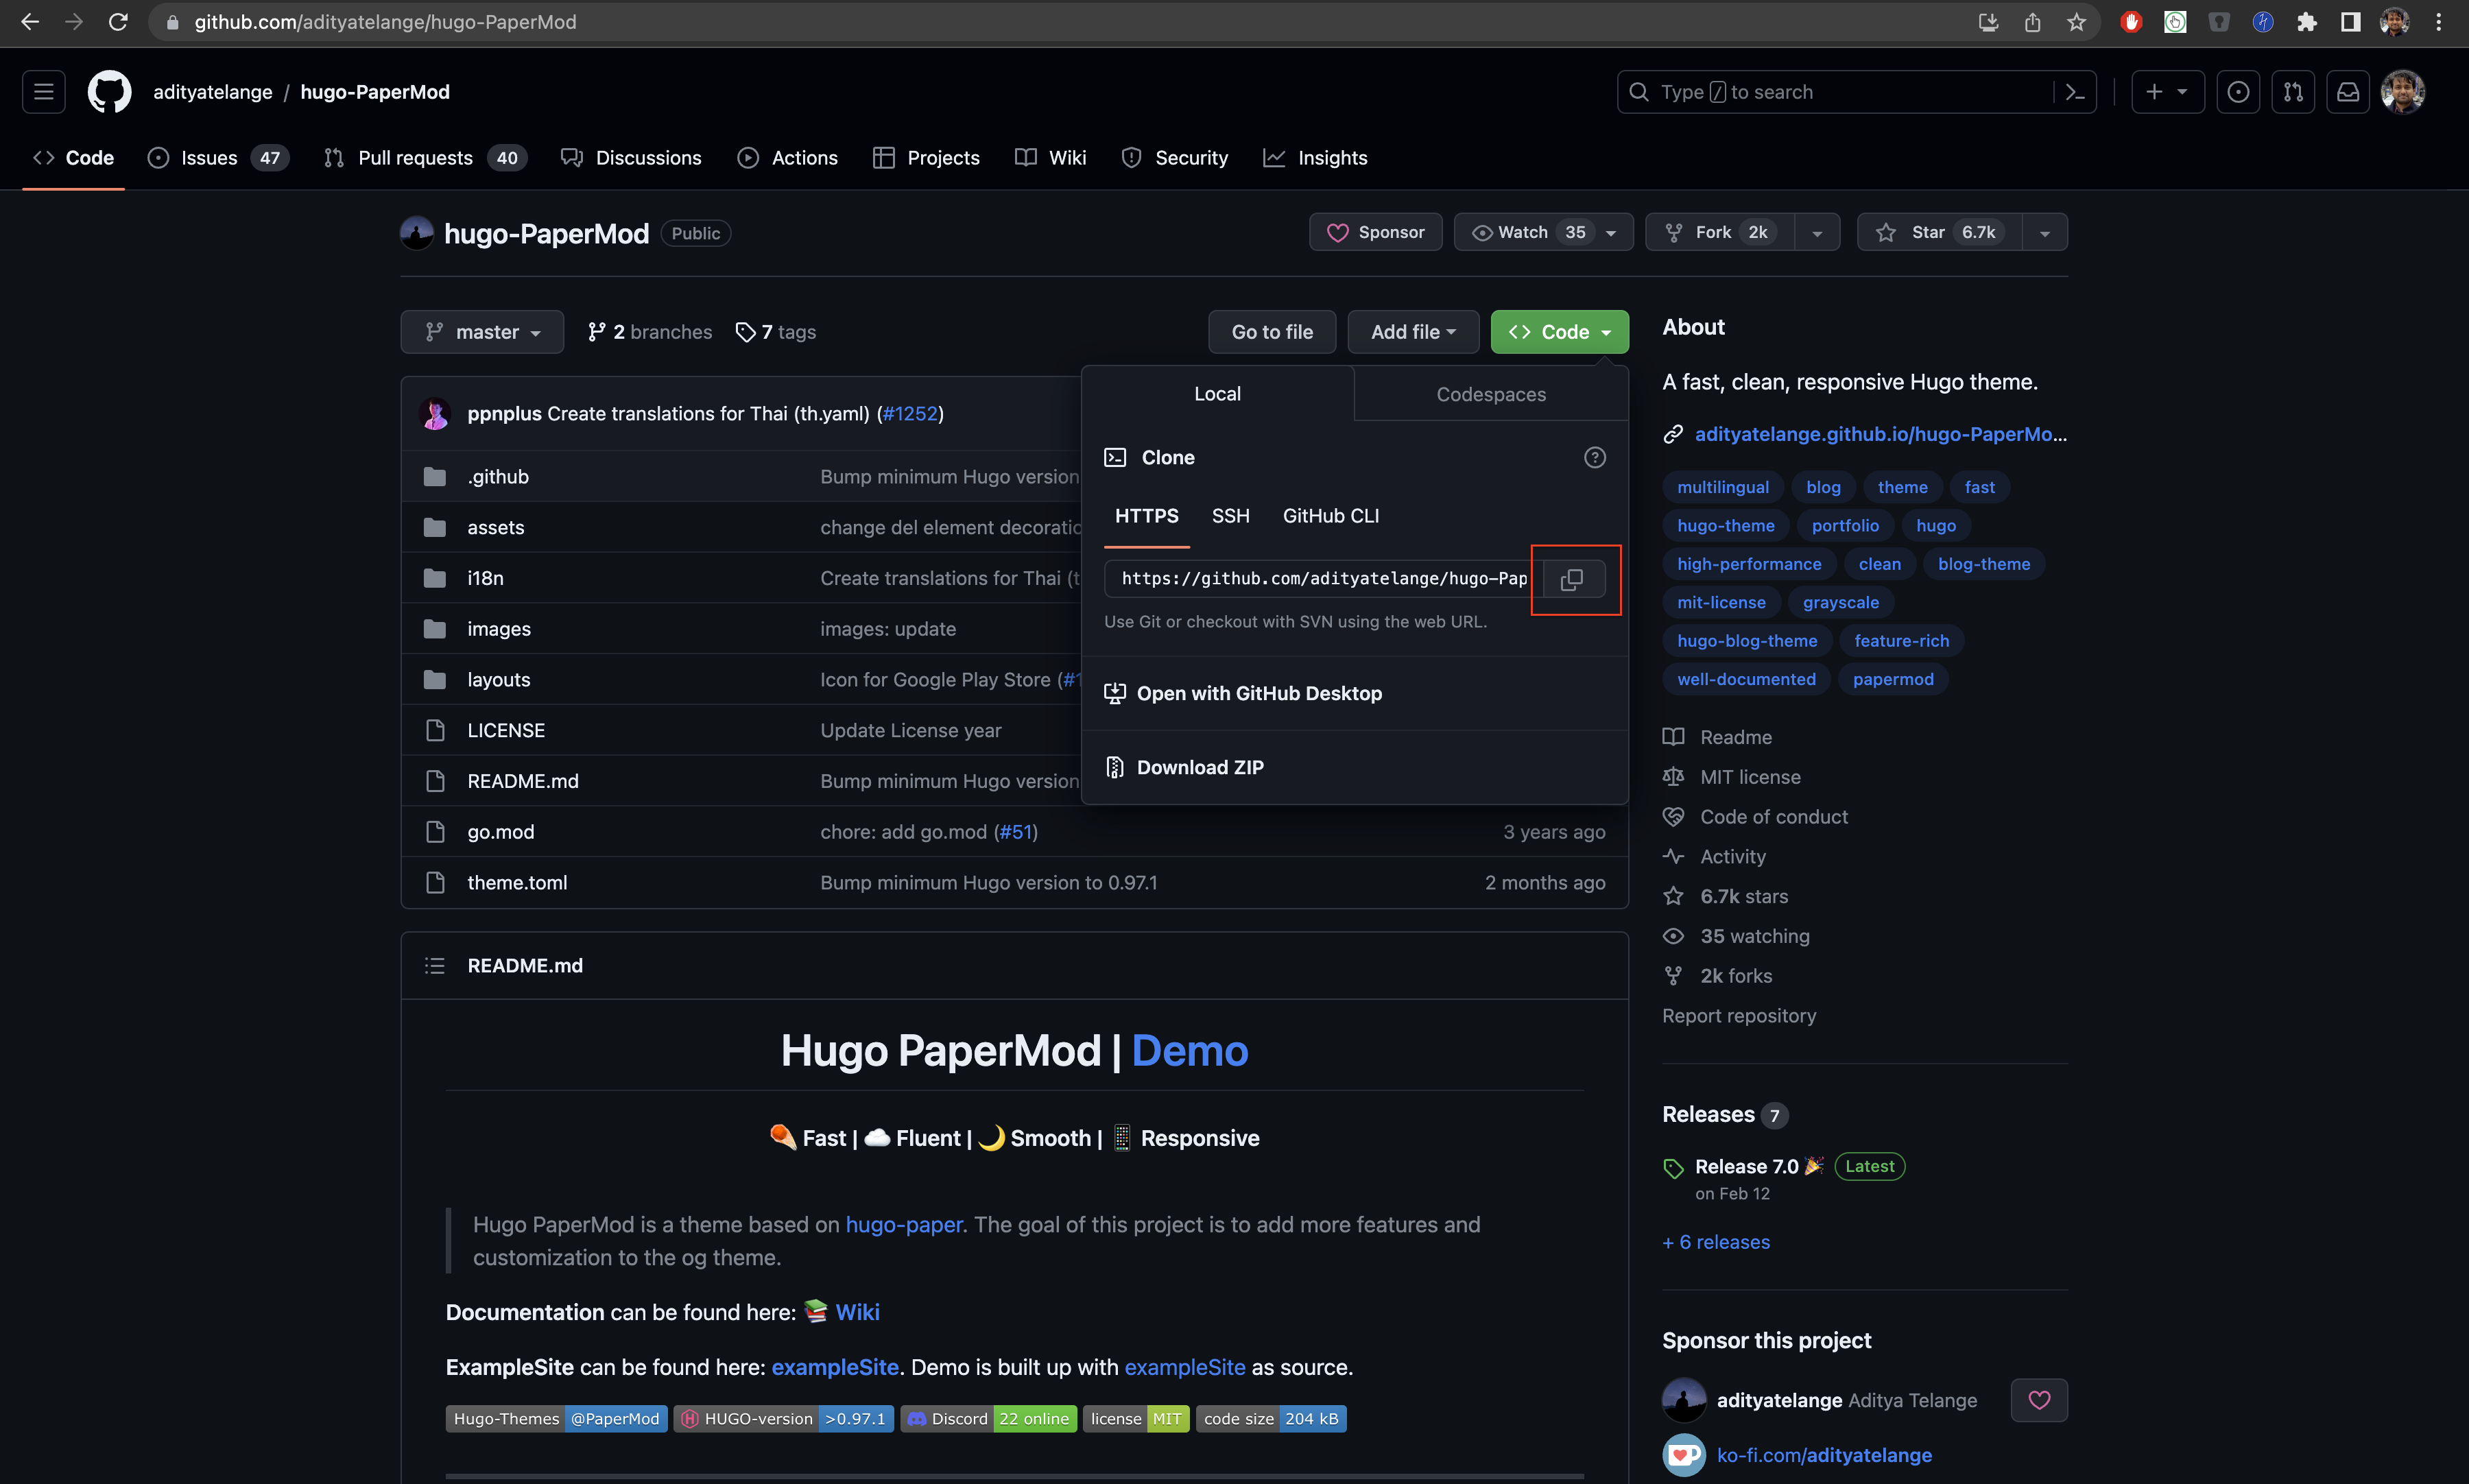 github.com/adityatelange/hugo-PaperMod
adityatelange / hugo-PaperMod
Type / to search
Code
Issues 47
Pull requests 40
Discussions
Actions
Projects
Wiki
Security
Insights
hugo-PaperMod Public
Sponsor
Watch 35
Fork 2k
Star 6.7k
master
2 branches
7 tags
Go to file
Add file
Code
ppnplus Create translations for Thai (th.yaml) (#1252)
.github Bump minimum Hugo version
assets change del element decoratio
i18n Create translations for Thai (t
images images: update
layouts Icon for Google Play Store (#1
LICENSE Update License year
README.md Bump minimum Hugo version
go.mod chore: add go.mod (#51) 3 years ago
theme.toml Bump minimum Hugo version to 0.97.1 2 months ago
Local
Codespaces
Clone
HTTPS SSH GitHub CLI
https://github.com/adityatelange/hugo-Pap
Use Git or checkout with SVN using the web URL.
Open with GitHub Desktop
Download ZIP
README.md
Hugo PaperMod | Demo
Fast | Fluent | Smooth | Responsive
Hugo PaperMod is a theme based on hugo-paper. The goal of this project is to add more features and
customization to the og theme.
Documentation can be found here: Wiki
ExampleSite can be found here: exampleSite. Demo is built up with exampleSite as source.
Hugo-Themes @PaperMod HUGO-version >0.97.1 Discord 22 online license MIT code size 204 kB
About
A fast, clean, responsive Hugo theme.
adityatelange.github.io/hugo-PaperMo...
multilingual blog theme fast
hugo-theme portfolio hugo
high-performance clean blog-theme
mit-license grayscale
hugo-blog-theme feature-rich
well-documented papermod
Readme
MIT license
Code of conduct
Activity
6.7k stars
35 watching
2k forks
Report repository
Releases 7
Release 7.0 Latest
on Feb 12
+ 6 releases
Sponsor this project
adityatelange Aditya Telange
ko-fi.com/adityatelange